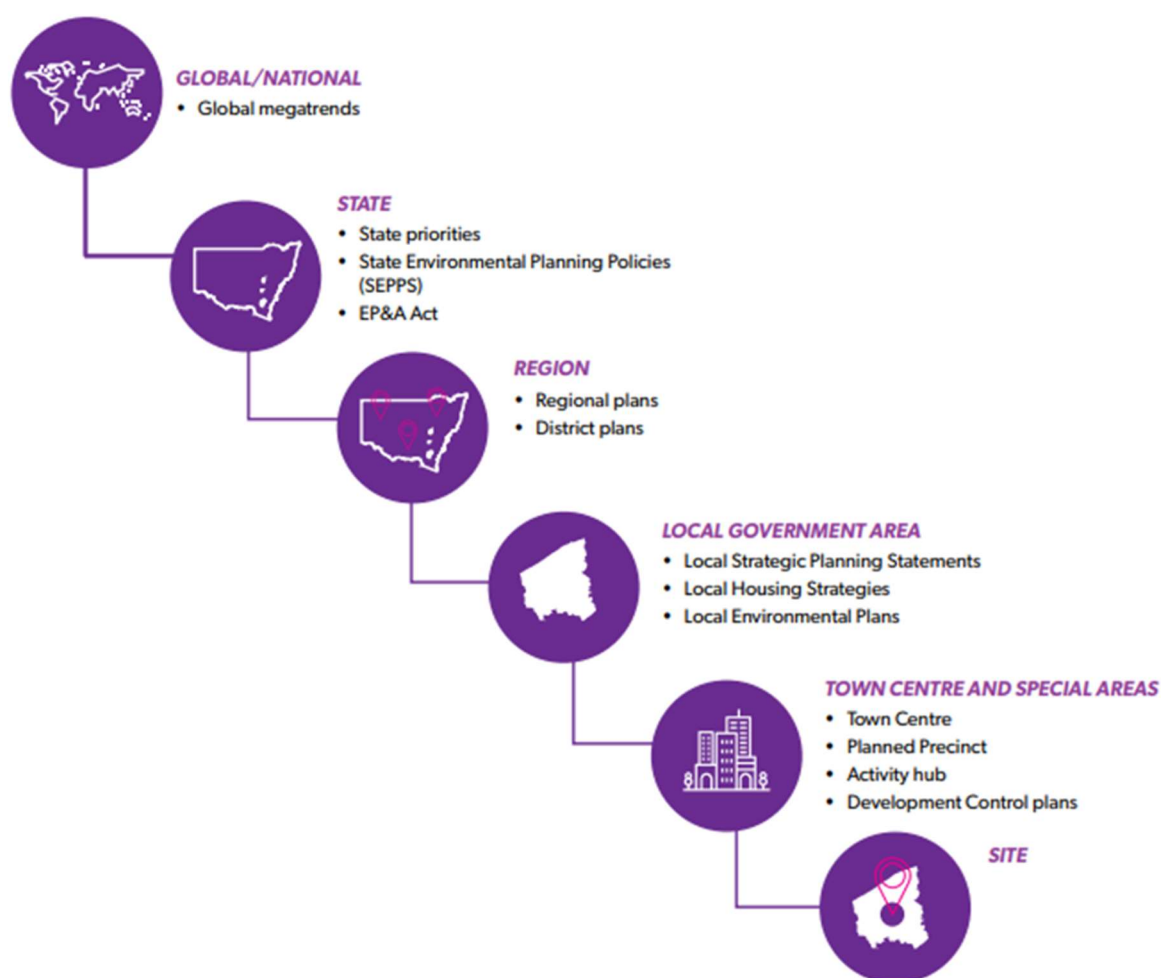 GLOBAL/NATIONAL
• Global megatrends
STATE
• State priorities
• State Environmental Planning Policies
(SEPPS)
• EP&A Act
REGION
• Regional plans
• District plans
LOCAL GOVERNMENT AREA
• Local Strategic Planning Statements
• Local Housing Strategies
• Local Environmental Plans
TOWN CENTRE AND SPECIAL AREAS
• Town Centre
• Planned Precinct
• Activity hub
• Development Control plans
SITE